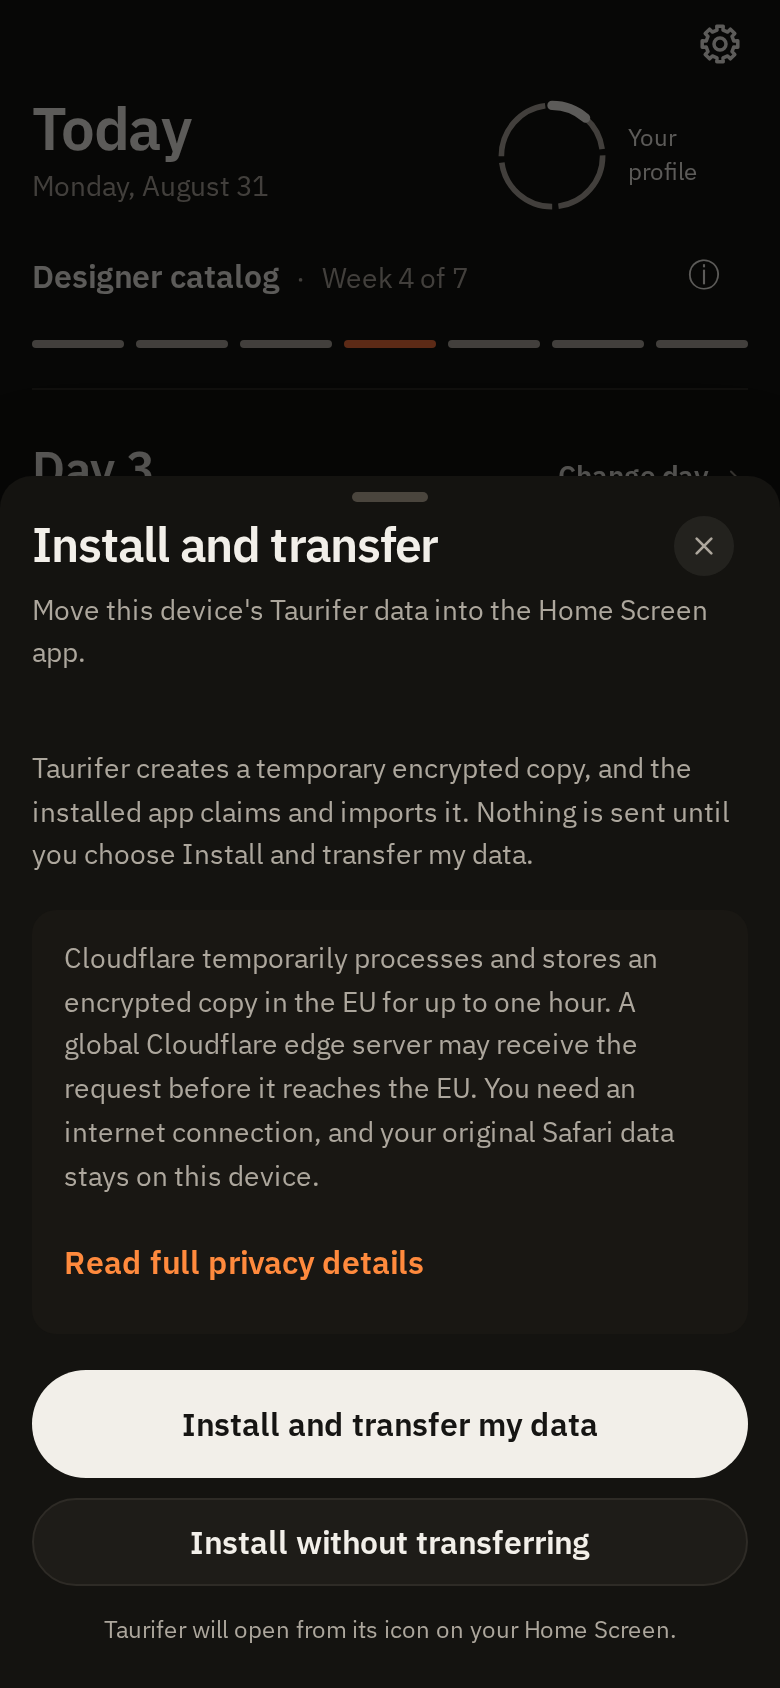 Today
Monday, August 31
Your
profile
Designer catalog · Week 4 of 7
Day 3
Change day
Install and transfer
Move this device's Taurifer data into the Home Screen
app.
Taurifer creates a temporary encrypted copy, and the
installed app claims and imports it. Nothing is sent until
you choose Install and transfer my data.
Cloudflare temporarily processes and stores an
encrypted copy in the EU for up to one hour. A
global Cloudflare edge server may receive the
request before it reaches the EU. You need an
internet connection, and your original Safari data
stays on this device.
Read full privacy details
Install and transfer my data
Install without transferring
Taurifer will open from its icon on your Home Screen.